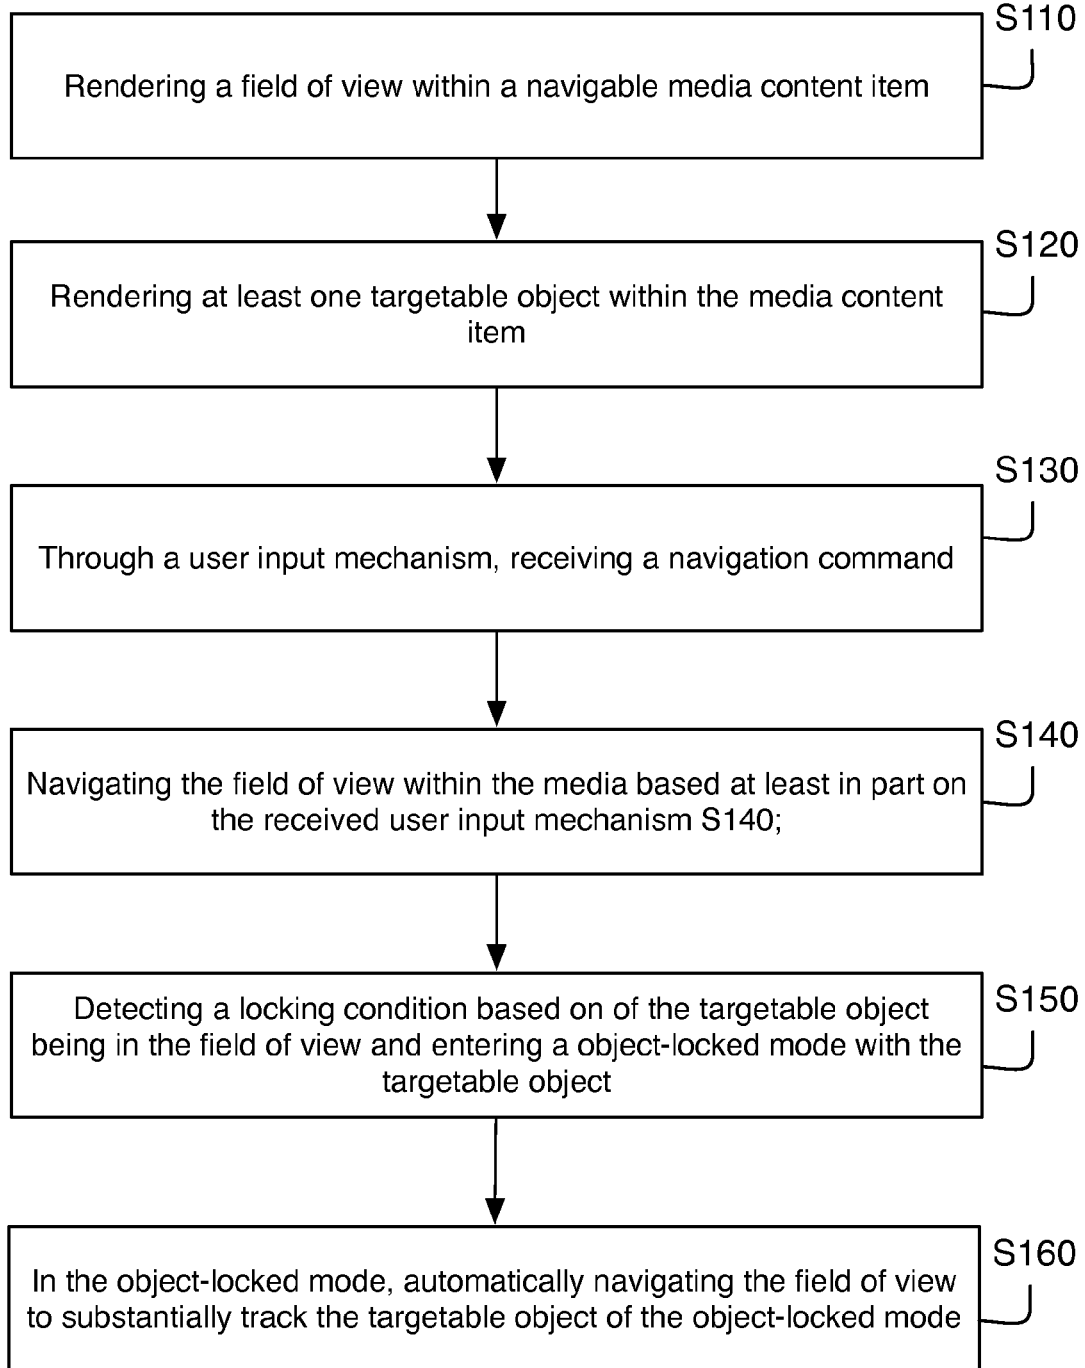 S110
Rendering a field of view within a navigable media content item
S120
Rendering at least one targetable object within the media content
item
S130
Through a user input mechanism, receiving a navigation command
S140
Navigating the field of view within the media based at least in part on
the received user input mechanism S140;
S150
Detecting a locking condition based on of the targetable object
being in the field of view and entering a object-locked mode with the
targetable object
S160
In the object-locked mode, automatically navigating the field of view
to substantially track the targetable object of the object-locked mode